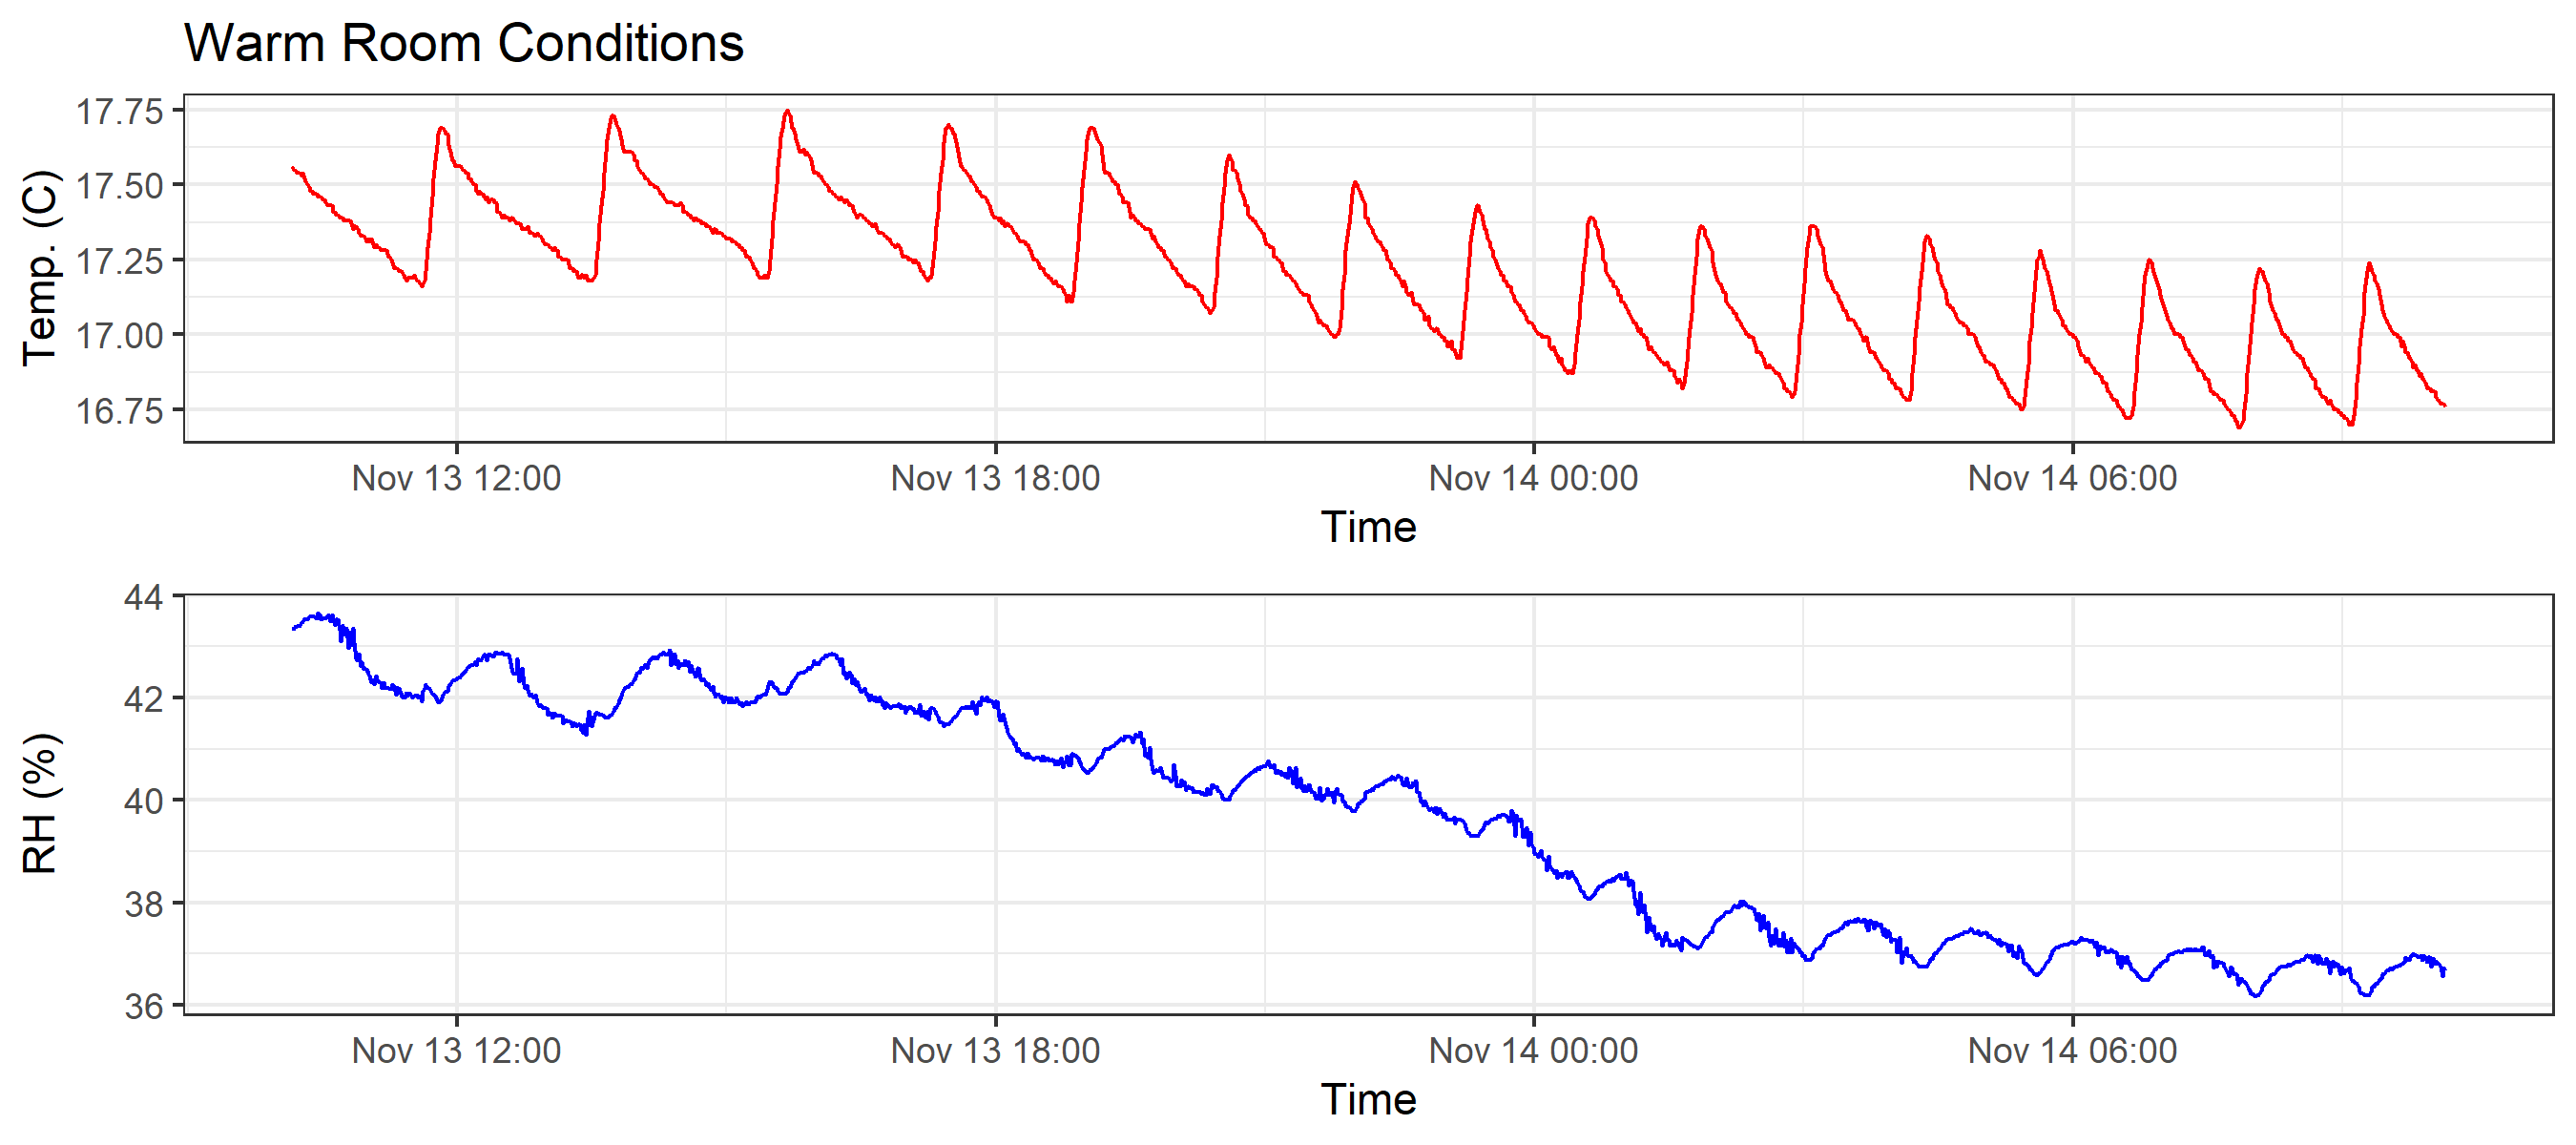 Warm Room Conditions
Temp. (C)
17.75
17.50
17.25
17.00
16.75
Nov 13 12:00 Nov 13 18:00 Nov 14 00:00 Nov 14 06:00
Time
RH (%)
44
42
40
38
36
Nov 13 12:00 Nov 13 18:00 Nov 14 00:00 Nov 14 06:00
Time